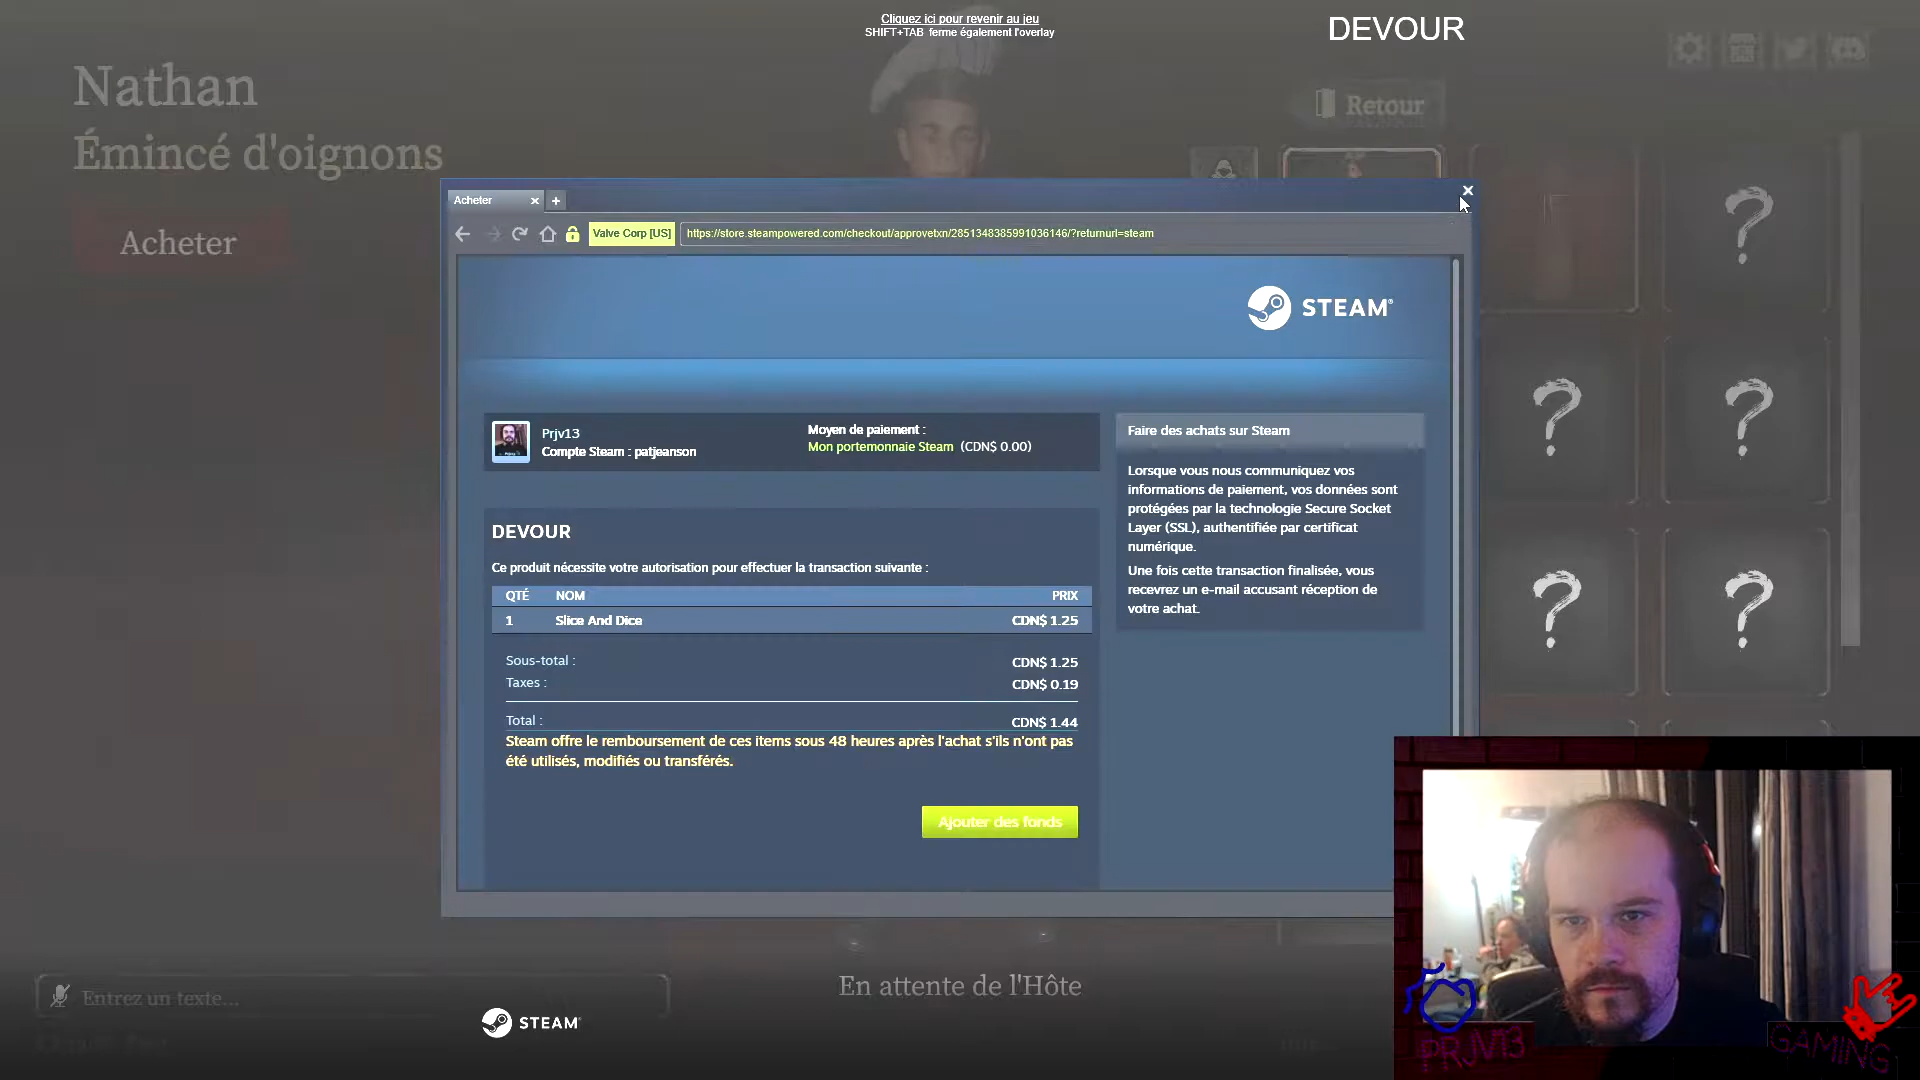 Cliquez ici pour revenir au jeu
SHIFT+TAB ferme également l'overlay
DEVOUR
Nathan
Émincé d'oignons
Acheter
Retour
Acheter
Valve Corp [US]
https://store.steampowered.com/checkout/approvetxn/2851348385991036146/?returnurl=steam
STEAM®
Prjv13
Compte Steam : patjeanson
Moyen de paiement :
Mon portemonnaie Steam (CDN$ 0.00)
Faire des achats sur Steam
Lorsque vous nous communiquez vos
informations de paiement, vos données sont
protégées par la technologie Secure Socket
Layer (SSL), authentifiée par certificat
numérique.
Une fois cette transaction finalisée, vous
recevrez un e-mail accusant réception de
votre achat.
DEVOUR
Ce produit nécessite votre autorisation pour effectuer la transaction suivante :
QTÉ NOM PRIX
1 Slice And Dice CDN$ 1.25
Sous-total : CDN$ 1.25
Taxes : CDN$ 0.19
Total : CDN$ 1.44
Steam offre le remboursement de ces items sous 48 heures après l'achat s'ils n'ont pas
été utilisés, modifiés ou transférés.
Ajouter des fonds
En attente de l'Hôte
Entrez un texte...
STEAM
PRJV13
GAMING